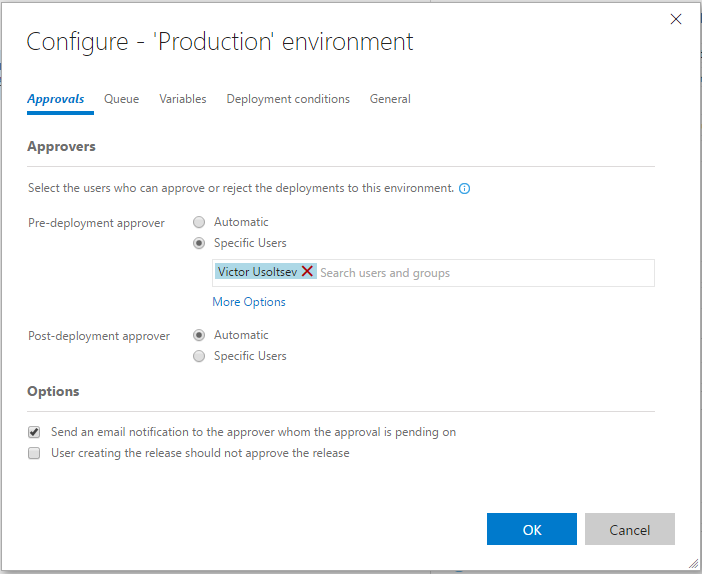 Configure - 'Production' environment
Approvals Queue Variables Deployment conditions General
Approvers
Select the users who can approve or reject the deployments to this environment.
Pre-deployment approver
Automatic
Specific Users
Victor Usoltsev Search users and groups
More Options
Post-deployment approver
Automatic
Specific Users
Options
Send an email notification to the approver whom the approval is pending on
User creating the release should not approve the release
OK Cancel